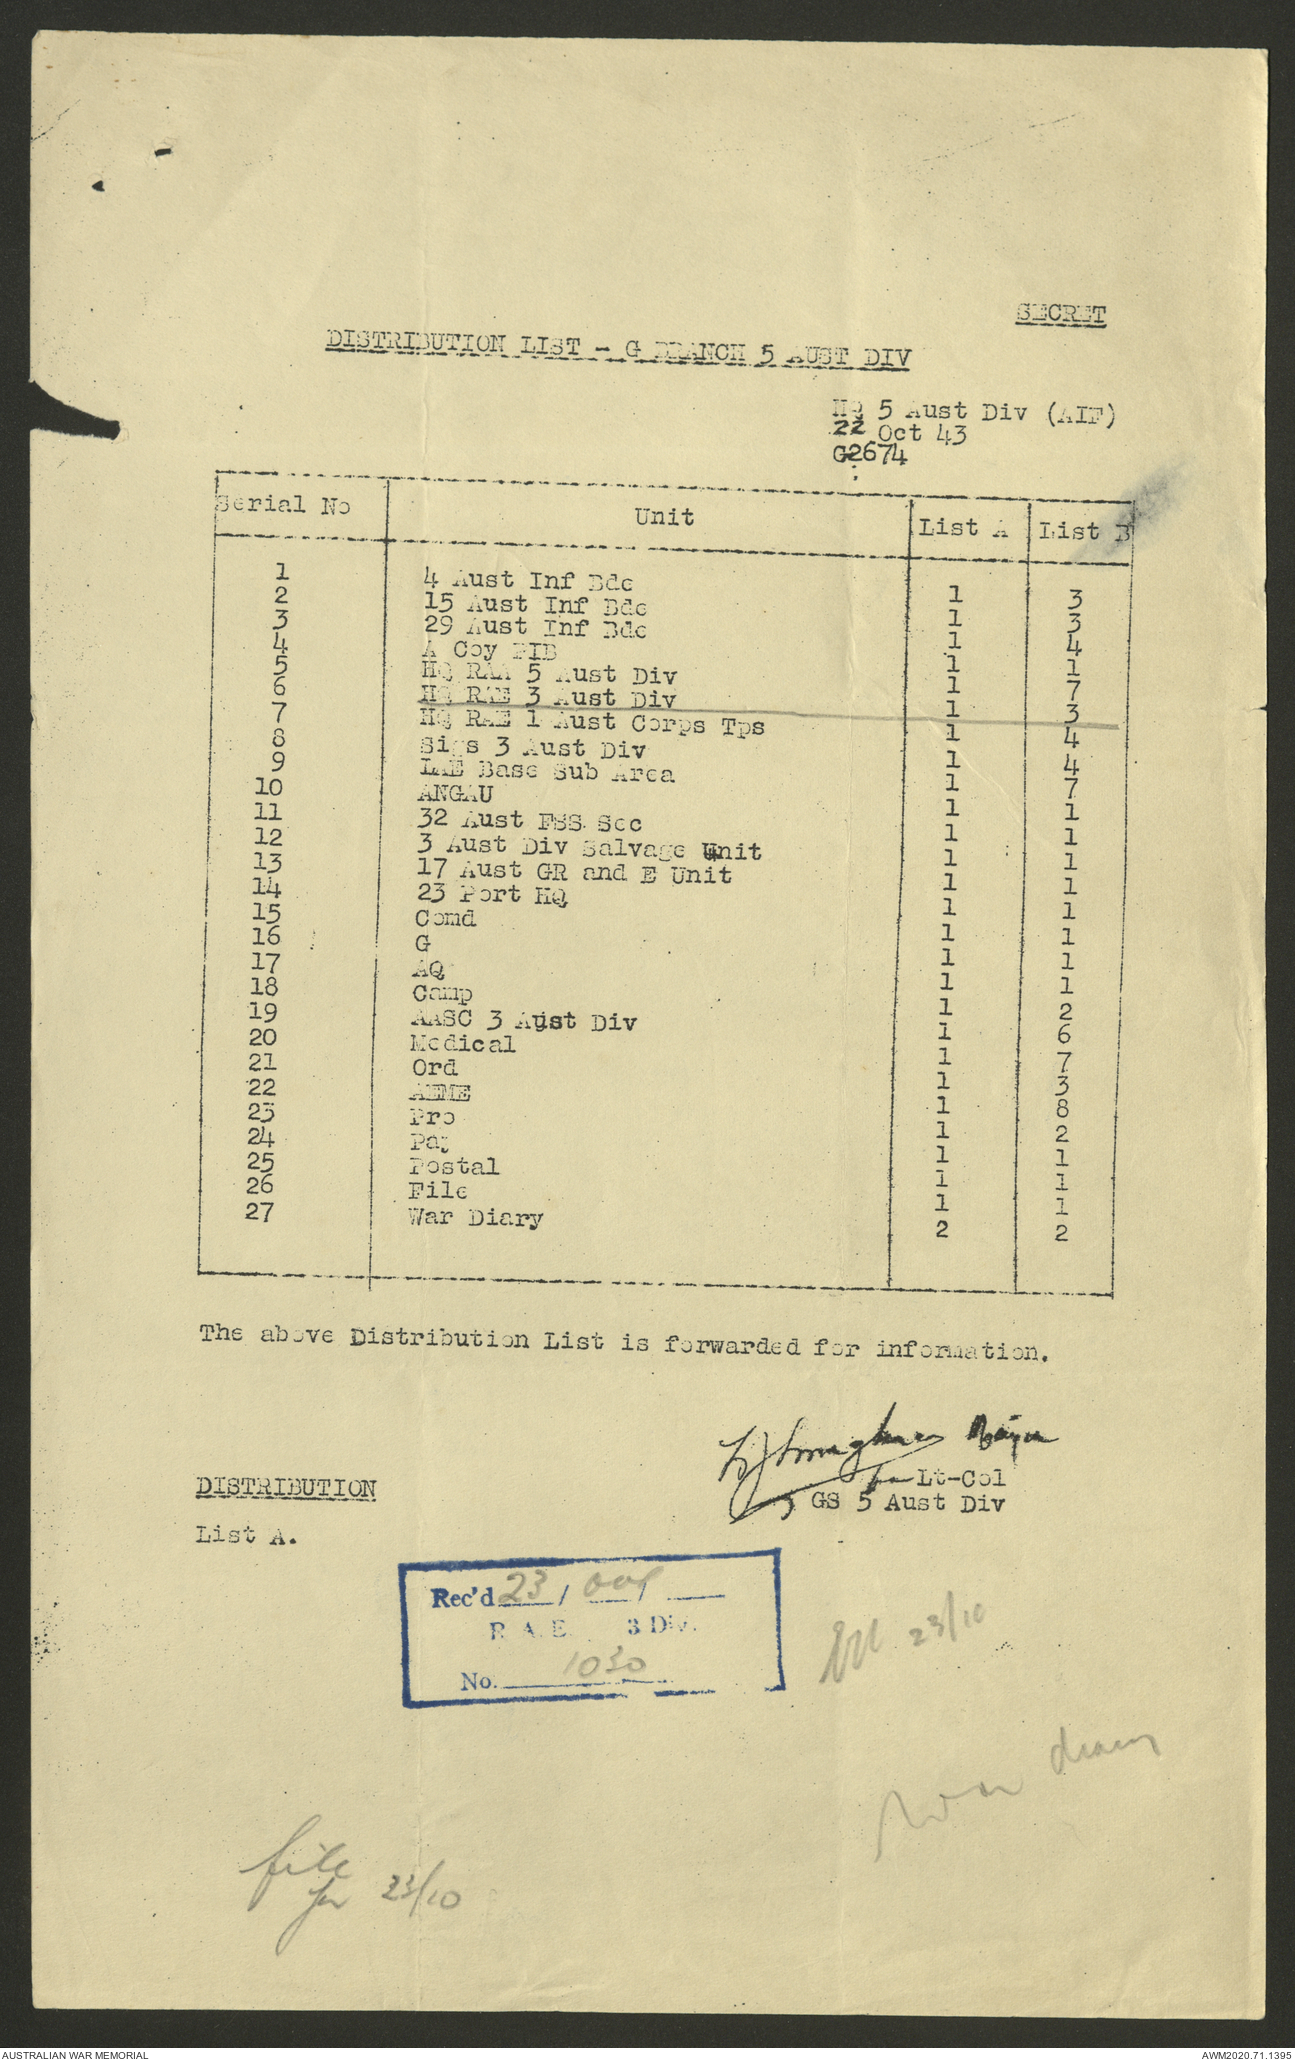 SECRET
DISTRIBUTION LIST - G BRANCH 5 AUST DIV
HQ 5 Aust Div (AIF)
22 Oct 43
G2674
Serial No Unit List A List B
1 4 Aust Inf Bde 1 3
2 15 Aust Inf Bde 1 3
3 29 Aust Inf Bde 1 4
4 A Coy PIB 1 1
5 HQ RAA 5 Aust Div 1 7
6 HQ RAE 3 Aust Div 1 3
7 HQ RAE 1 Aust Corps Tps 1 4
8 Sigs 3 Aust Div 1 4
9 LAE Base Sub Area 1 7
10 ANGAU 1 1
11 32 Aust FSS Sec 1 1
12 3 Aust Div Salvage Unit 1 1
13 17 Aust GR and E Unit 1 1
14 23 Port HQ 1 1
15 Comd 1 1
16 G 1 1
17 AQ 1 1
18 Camp 1 2
19 AASC 3 Aust Div 1 6
20 Medical 1 7
21 Ord 1 3
22 AEME 1 8
23 Pro 1 2
24 Pay 1 1
25 Postal 1 1
26 File 1 1
27 War Diary 2 2
The above Distribution List is forwarded for information.
Major
for Lt-Col
GS 5 Aust Div
DISTRIBUTION
List A.
Rec'd 23 / Oct /
R.A.E. 3 Div.
No. 1030
23/10
War diary
file
23/10
AUSTRALIAN WAR MEMORIAL
AWM2020.71.1395